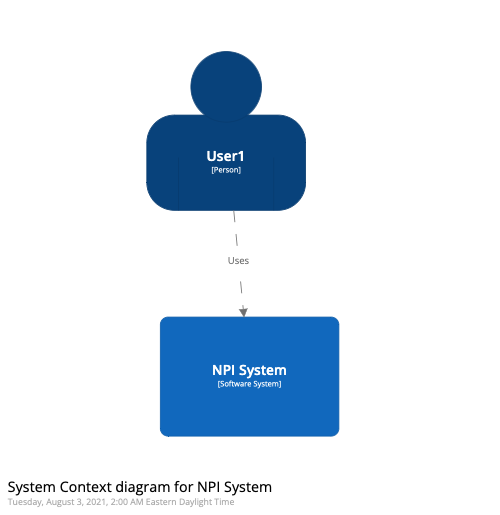 User1
[Person]
Uses
NPI System
[Software System]
System Context diagram for NPI System
Tuesday, August 3, 2021, 2:00 AM Eastern Daylight Time